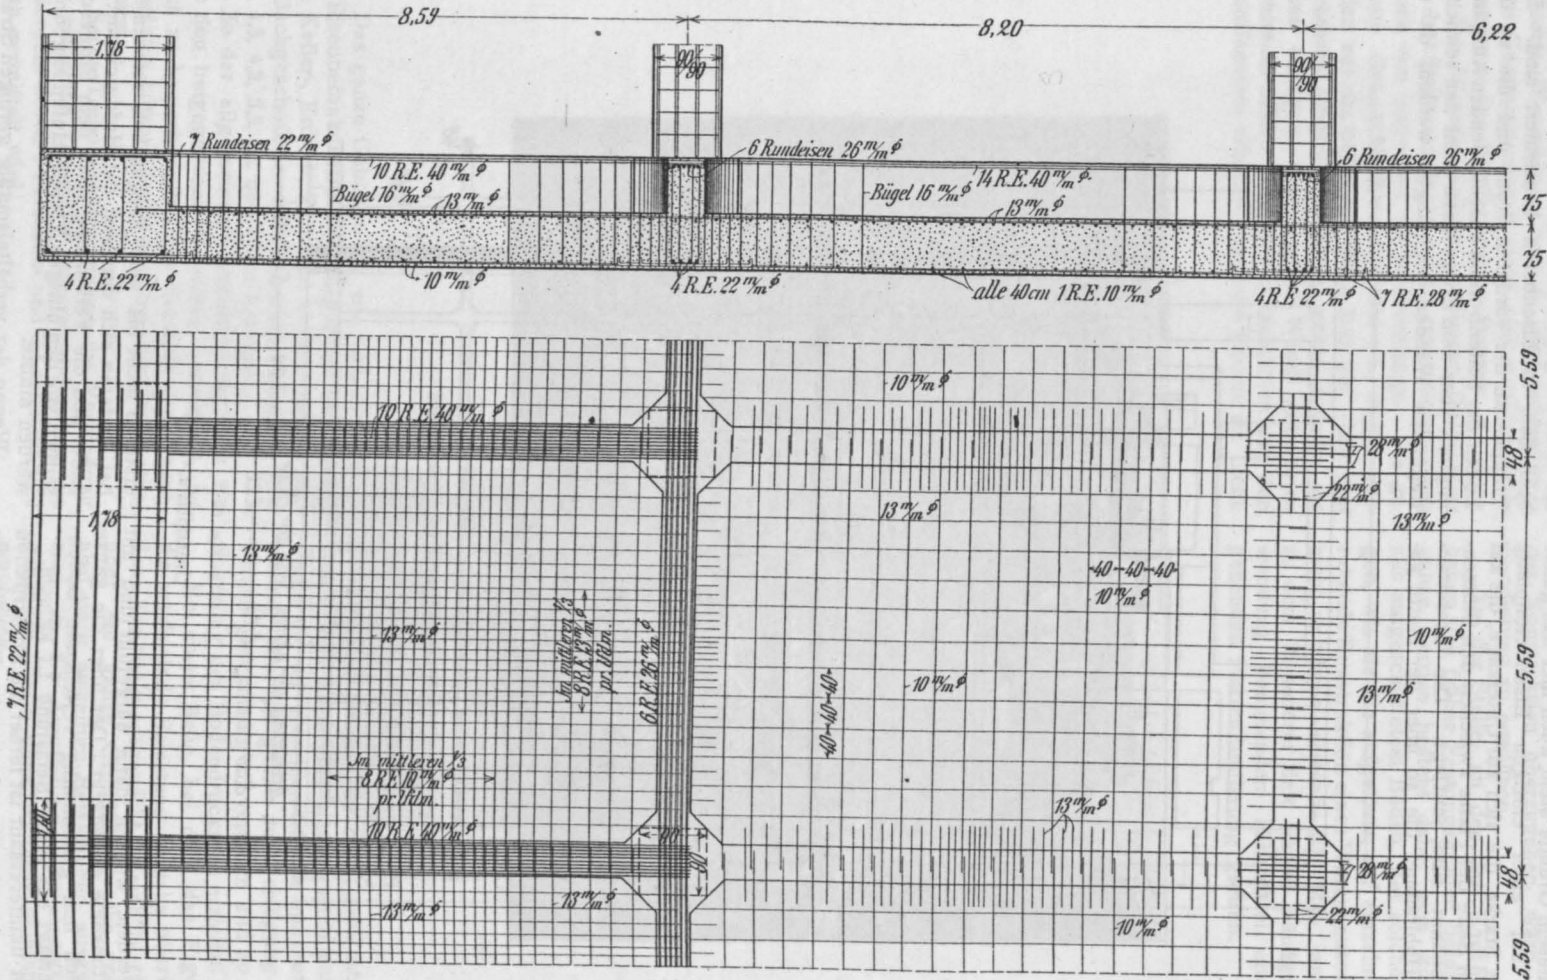 8,59
8,20
6,22
1,78
90/90
90/90
7 Rundeisen 22 m/m ϕ
6 Rundeisen 26 m/m ϕ
6 Rundeisen 26 m/m ϕ
10 R.E. 40 m/m ϕ
14 R.E. 40 m/m ϕ
Bügel 16 m/m ϕ
13 m/m ϕ
Bügel 16 m/m ϕ
13 m/m ϕ
75
75
4 R.E. 22 m/m ϕ
10 m/m ϕ
4 R.E. 22 m/m ϕ
alle 40 cm 1 R.E. 10 m/m ϕ
4 R.E 22 m/m ϕ
7 R.E. 28 m/m ϕ
5,59
10 m/m ϕ
10 R.E. 40 m/m ϕ
7 28 m/m ϕ
48
22 m/m ϕ
1,78
13 m/m ϕ
13 m/m ϕ
13 m/m ϕ
40-40-40
10 m/m ϕ
7 R.E. 22 m/m ϕ
13 m/m ϕ
Im mittlern 1/3
8 R.E. 13 m/m ϕ
pr. lfdm.
6 R.E 26 m/m ϕ
10 m/m ϕ
10 m/m ϕ
13 m/m ϕ
5,59
40-40-40
Im mittleren 1/3
8 R.E. 10 m/m ϕ
pr. lfdm.
13 m/m ϕ
10 R.E. 40 m/m ϕ
90
90
7 28 m/m ϕ
48
13 m/m ϕ
13 m/m ϕ
22 m/m ϕ
10 m/m ϕ
5,59